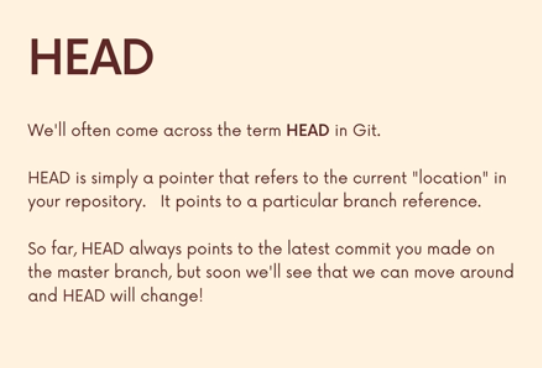 HEAD
We'll often come across the term HEAD in Git.
HEAD is simply a pointer that refers to the current "location" in
your repository.   It points to a particular branch reference.
So far, HEAD always points to the latest commit you made on
the master branch, but soon we'll see that we can move around
and HEAD will change!